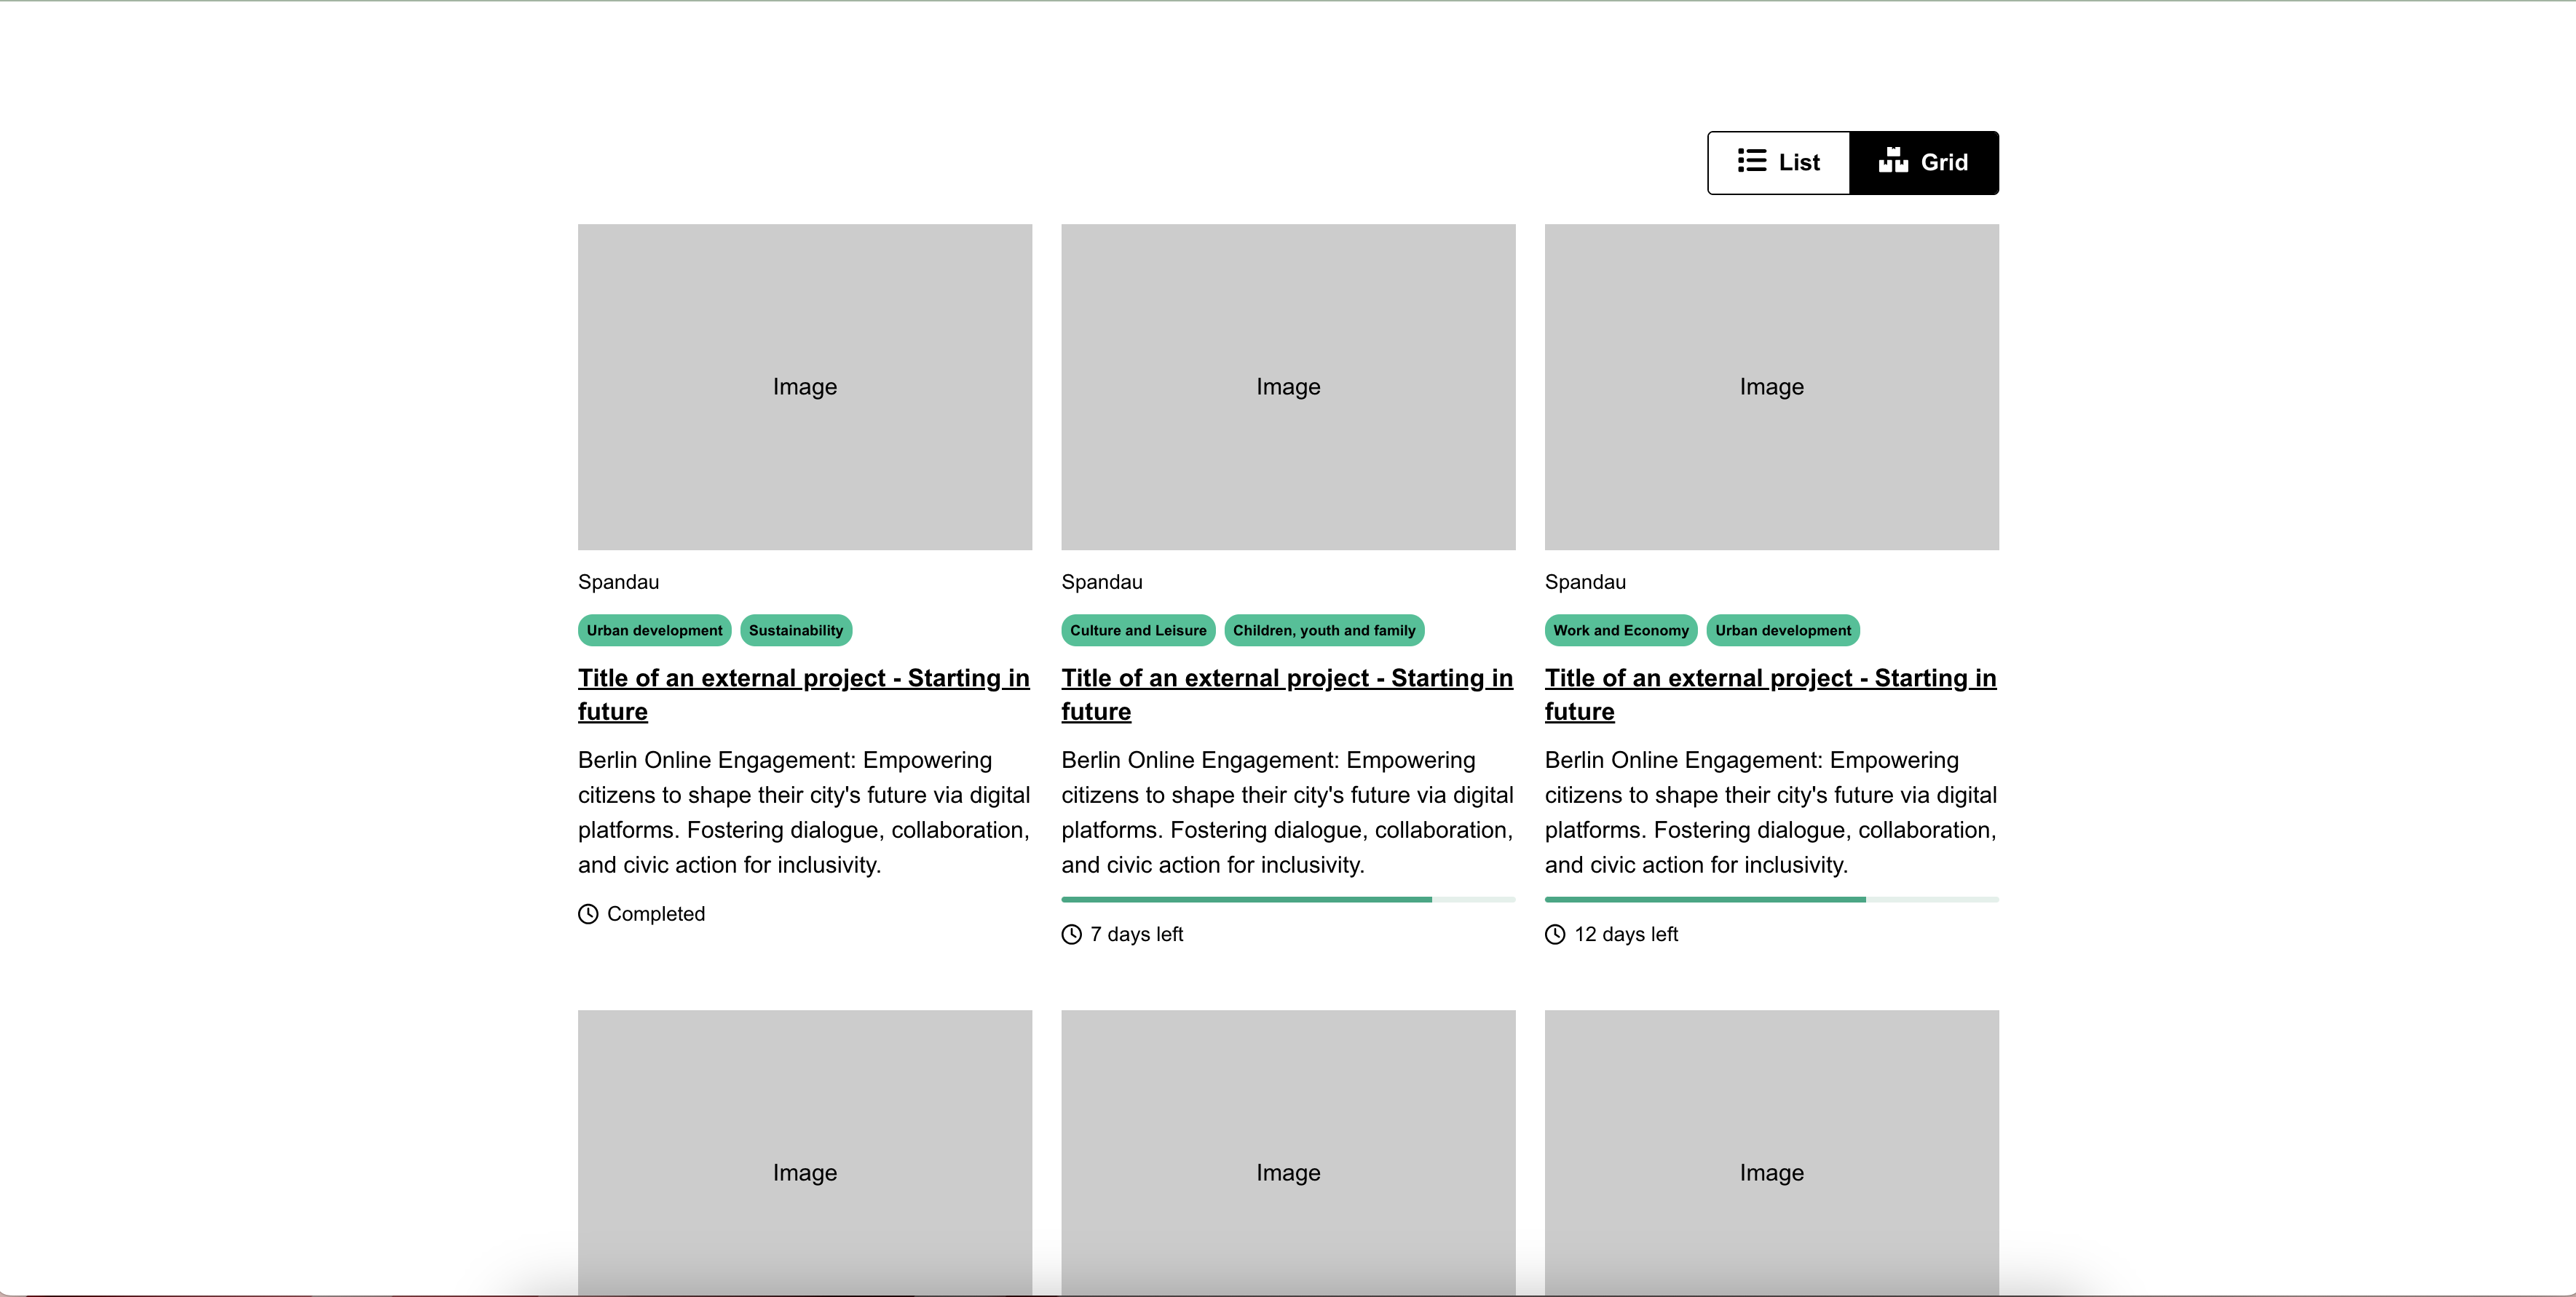 List
Grid
Image
Image
Image
Spandau
Urban development
Sustainability
Title of an external project - Starting in
future
Berlin Online Engagement: Empowering
citizens to shape their city's future via digital
platforms. Fostering dialogue, collaboration,
and civic action for inclusivity.
Completed
Spandau
Culture and Leisure
Children, youth and family
Title of an external project - Starting in
future
Berlin Online Engagement: Empowering
citizens to shape their city's future via digital
platforms. Fostering dialogue, collaboration,
and civic action for inclusivity.
7 days left
Spandau
Work and Economy
Urban development
Title of an external project - Starting in
future
Berlin Online Engagement: Empowering
citizens to shape their city's future via digital
platforms. Fostering dialogue, collaboration,
and civic action for inclusivity.
12 days left
Image
Image
Image